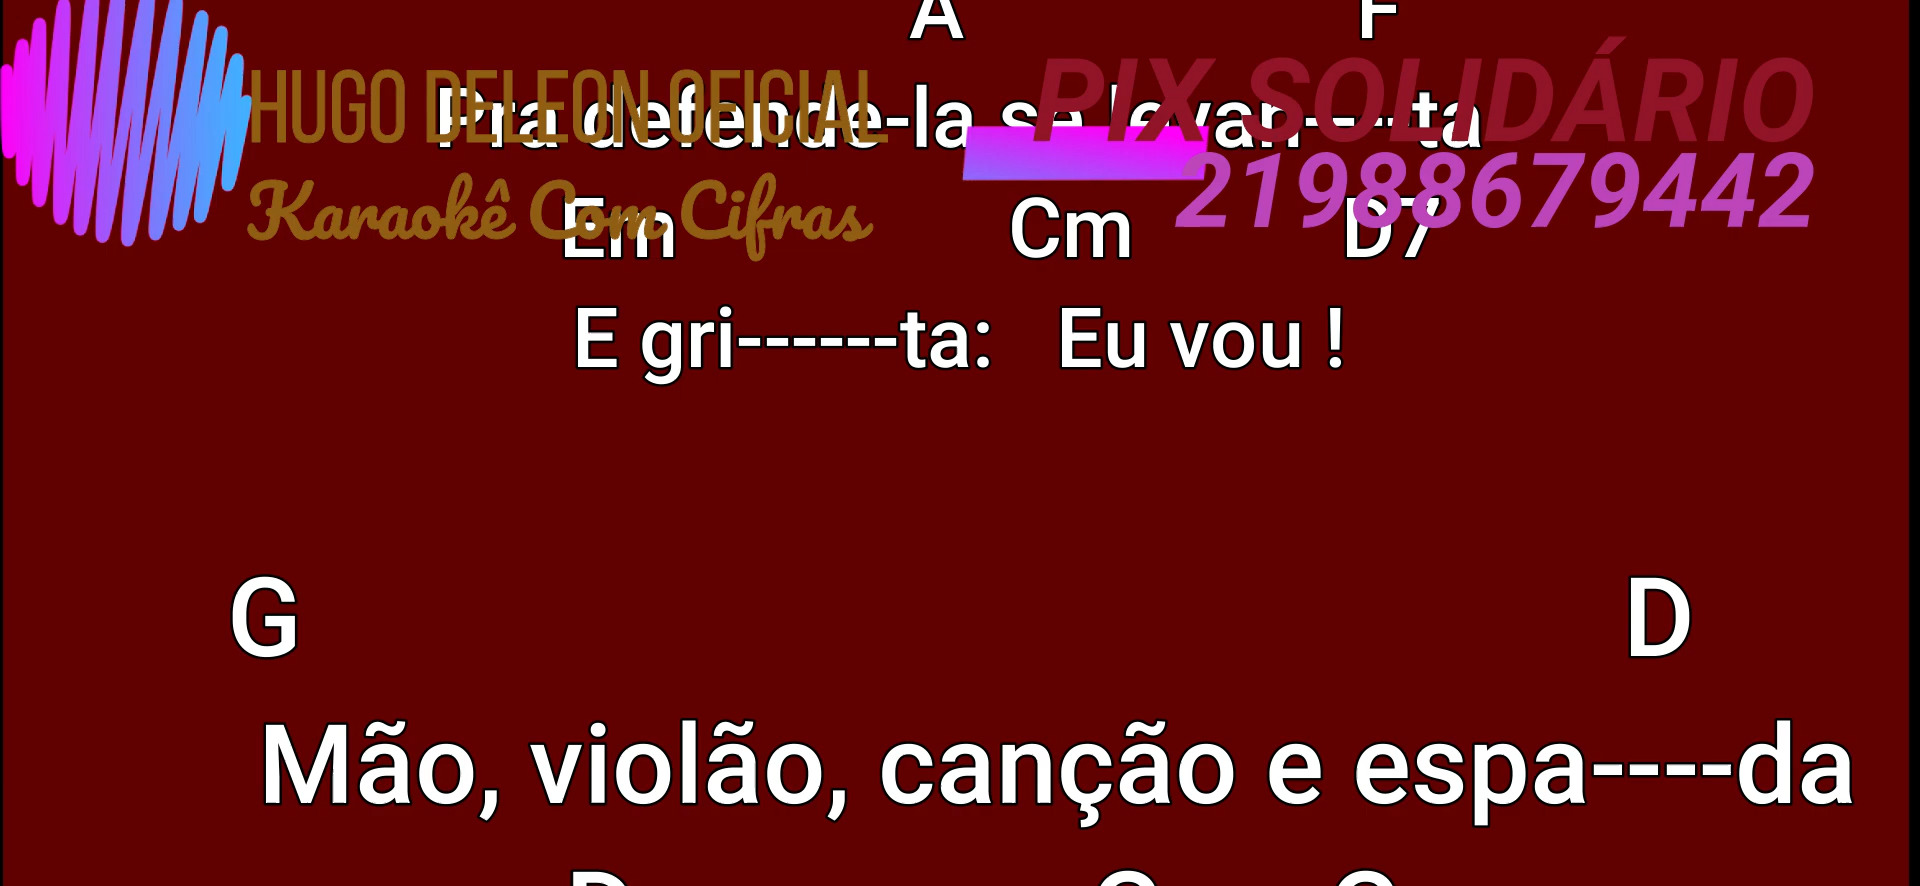 A F
HUGO DELEON OFICIAL
PIX SOLIDÁRIO
Pra defende-la se levan----ta
Karaokê Com Cifras
21988679442
Em Cm D7
E gri------ta: Eu vou !
G D
Mão, violão, canção e espa----da